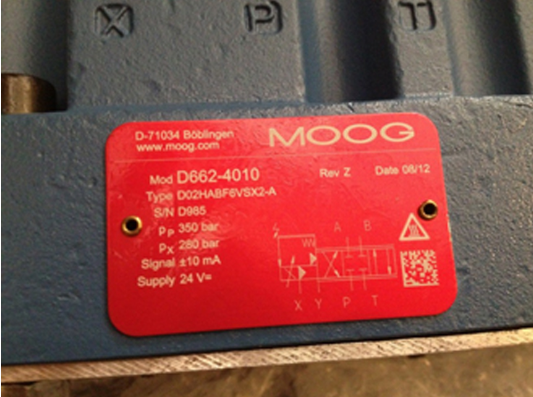 X P T1
D-71034 Böblingen
www.moog.com
MOOG
Mod D662-4010 Rev Z Date 08/12
Type D02HABF6VSX2-A
S/N D985
pP 350 bar
pX 280 bar
Signal ±10 mA
Supply 24 V=
A B
X Y P T